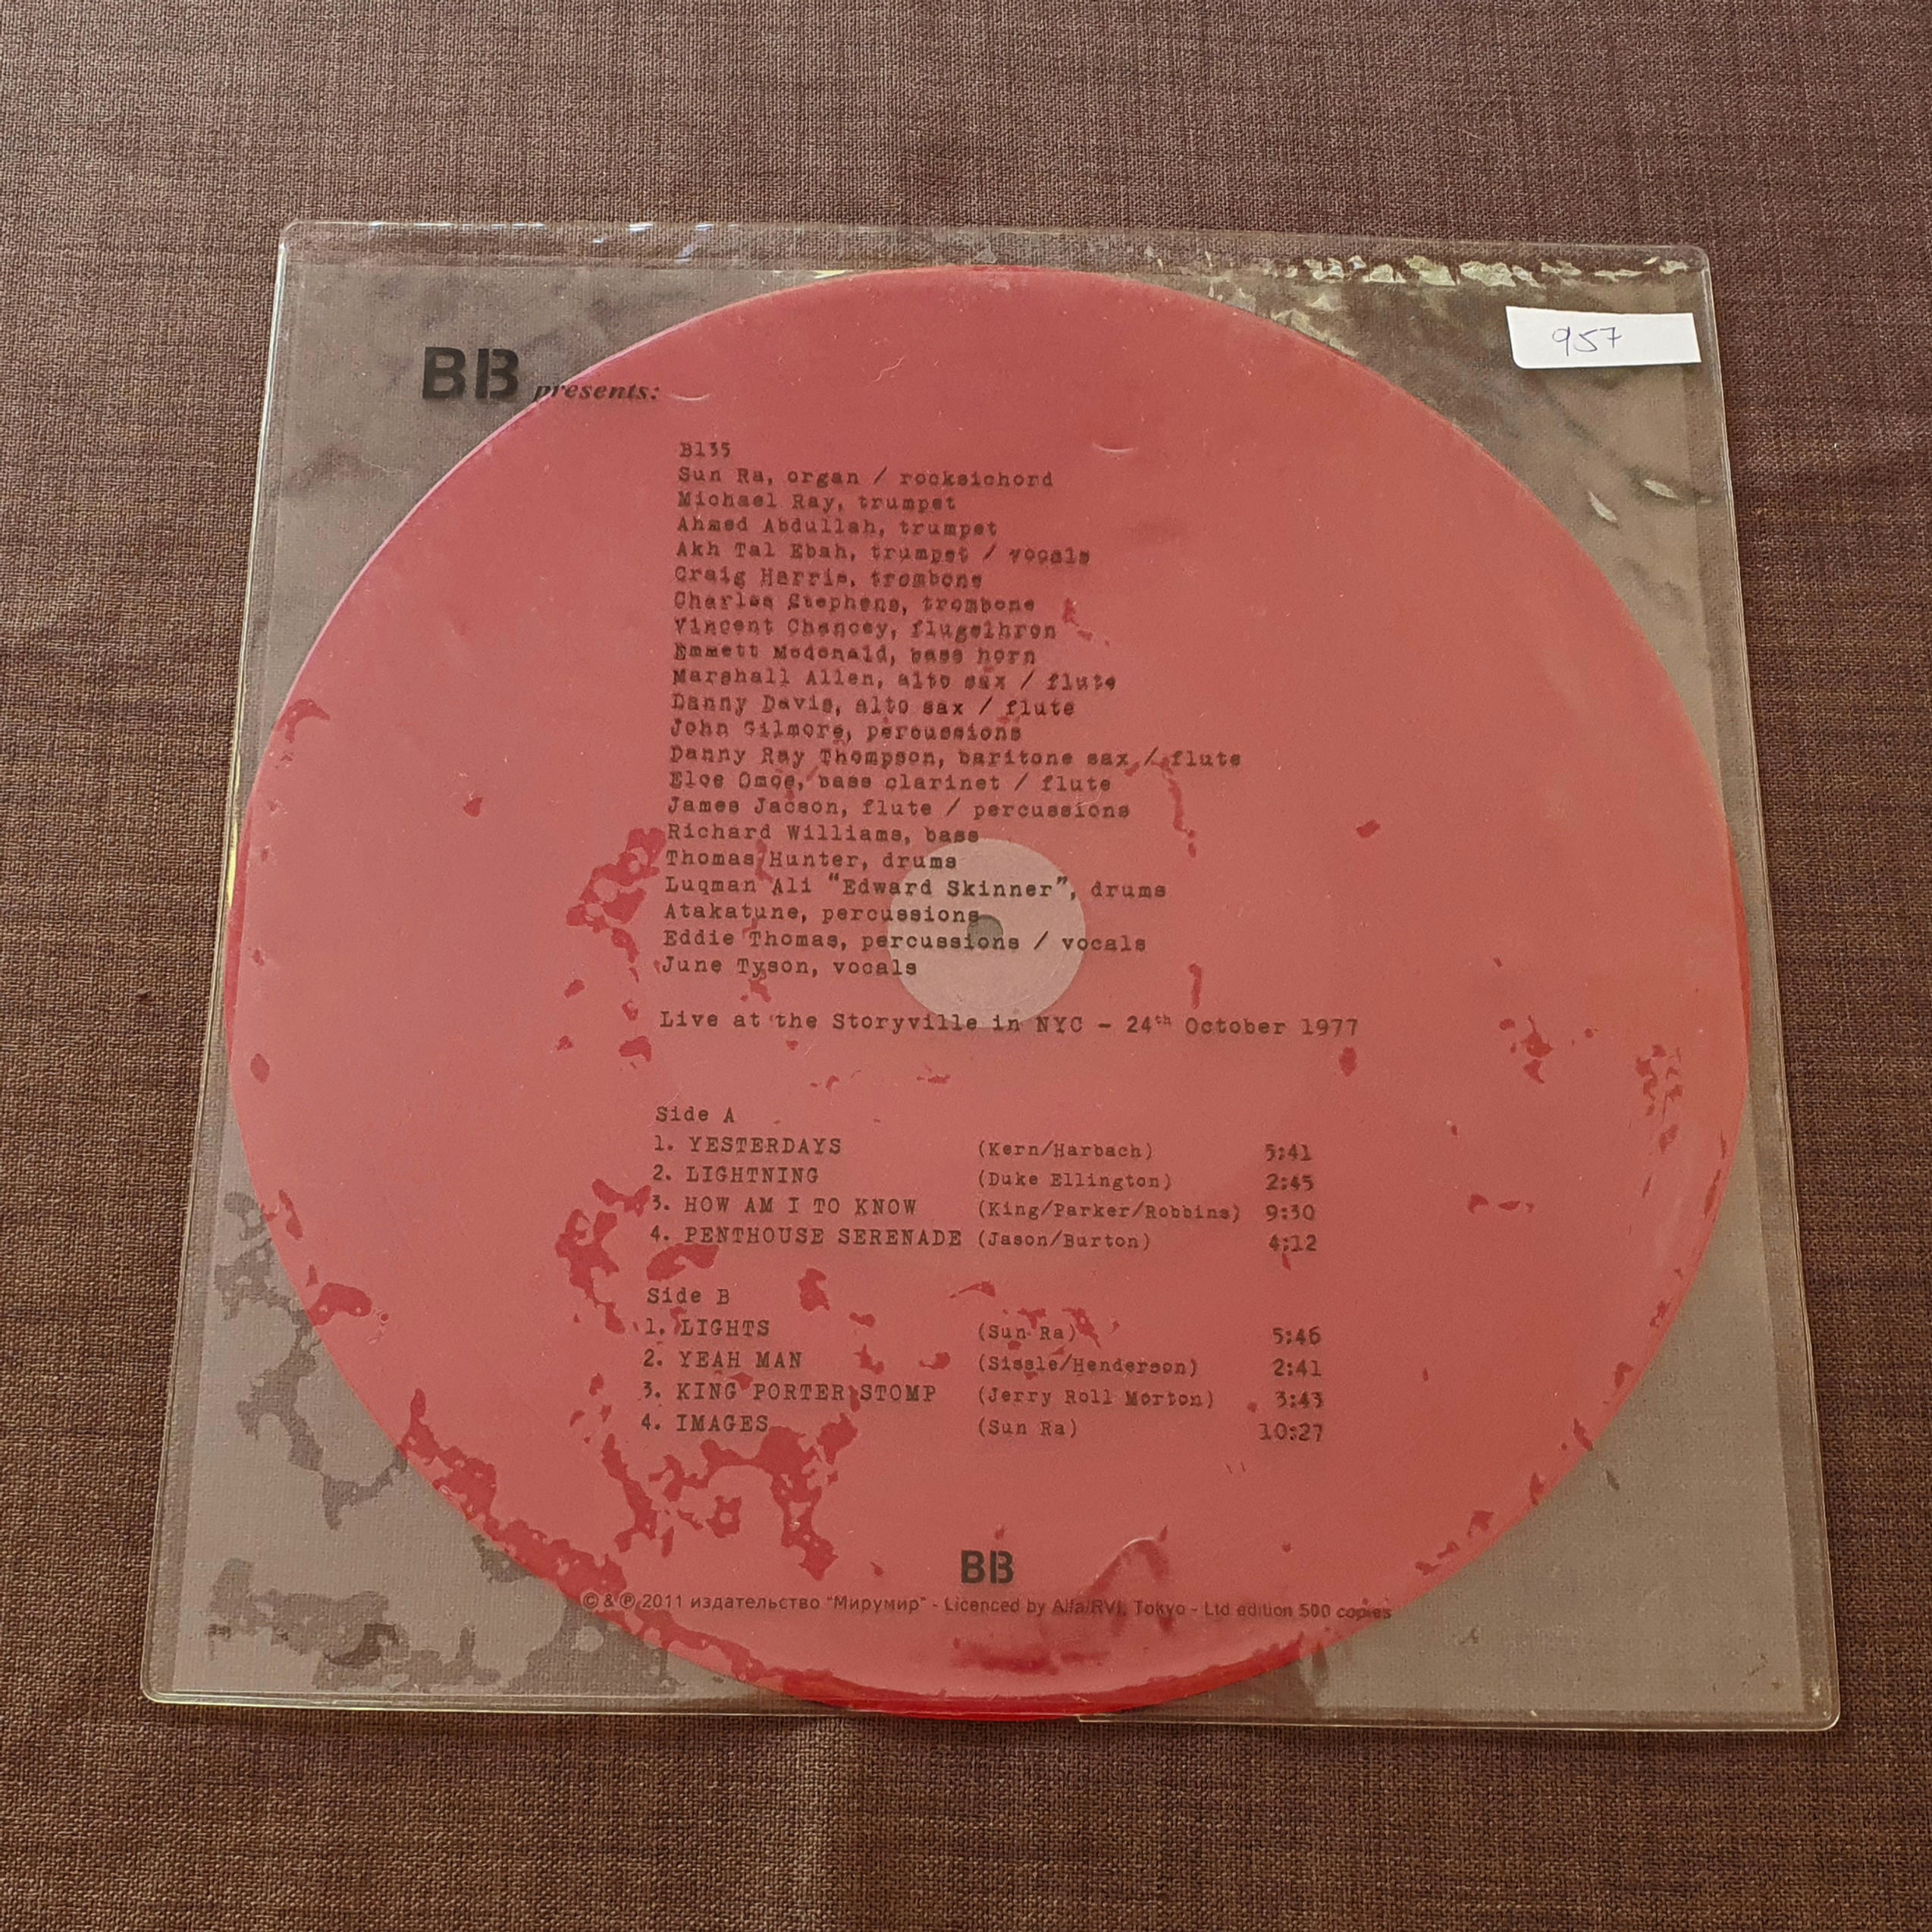 957
BB presents:
B135
Sun Ra, organ / rocksichord
Michael Ray, trumpet
Ahmed Abdullah, trumpet
Akh Tal Ebah, trumpet / vocals
Craig Harris, trombone
Charles Stephens, trombone
Vincent Chancey, flugelhron
Emmett Mcdonald, bass horn
Marshall Allen, alto sax / flute
Danny Davis, alto sax / flute
John Gilmore, percussions
Danny Ray Thompson, baritone sax / flute
Eloe Omoe, bass clarinet / flute
James Jacson, flute / percussions
Richard Williams, bass
Thomas Hunter, drums
Luqman Ali “Edward Skinner”, drums
Atakatune, percussions
Eddie Thomas, percussions / vocals
June Tyson, vocals
Live at the Storyville in NYC - 24th October 1977
Side A
1. YESTERDAYS (Kern/Harbach) 5:41
2. LIGHTNING (Duke Ellington) 2:45
3. HOW AM I TO KNOW (King/Parker/Robbins) 9:30
4. PENTHOUSE SERENADE (Jason/Burton) 4:12
Side B
1. LIGHTS (Sun Ra) 5:46
2. YEAH MAN (Sissle/Henderson) 2:41
3. KING PORTER STOMP (Jerry Roll Morton) 3:43
4. IMAGES (Sun Ra) 10:27
BB
© & ℗ 2011 издательство "Мирумир" - Licenced by Alfa/RVI, Tokyo - Ltd edition 500 copies